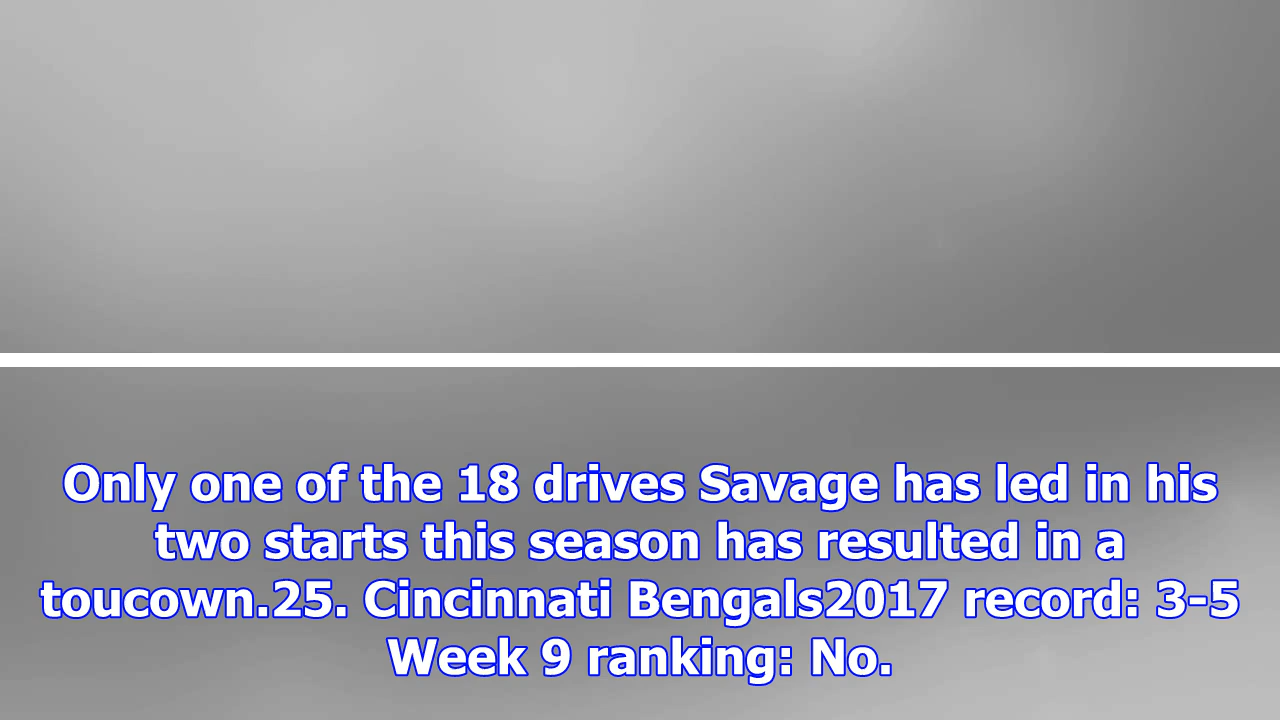 Only one of the 18 drives Savage has led in his
two starts this season has resulted in a
toucown.25. Cincinnati Bengals2017 record: 3-5
Week 9 ranking: No.